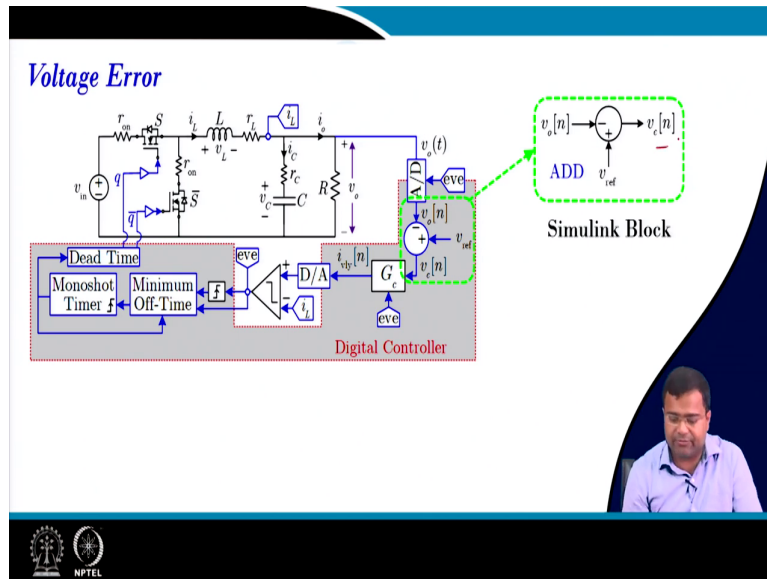 Voltage Error
r_on
S
i_L
L
r_L
i_L
i_o
+ v_L −
v_o(t)
v_in
q
q̄
r_on
S̄
i_C
r_C
+
v_C
−
C
R
+
v_o
−
A/D
eve
v_o[n]
−
+
v_ref
v_e[n]
Dead Time
eve
i_vly[n]
D/A
G_c
Monoshot
Timer
Minimum
Off-Time
+
−
i_L
eve
Digital Controller
v_o[n]
−
+
v_e[n]
ADD
v_ref
Simulink Block
NPTEL